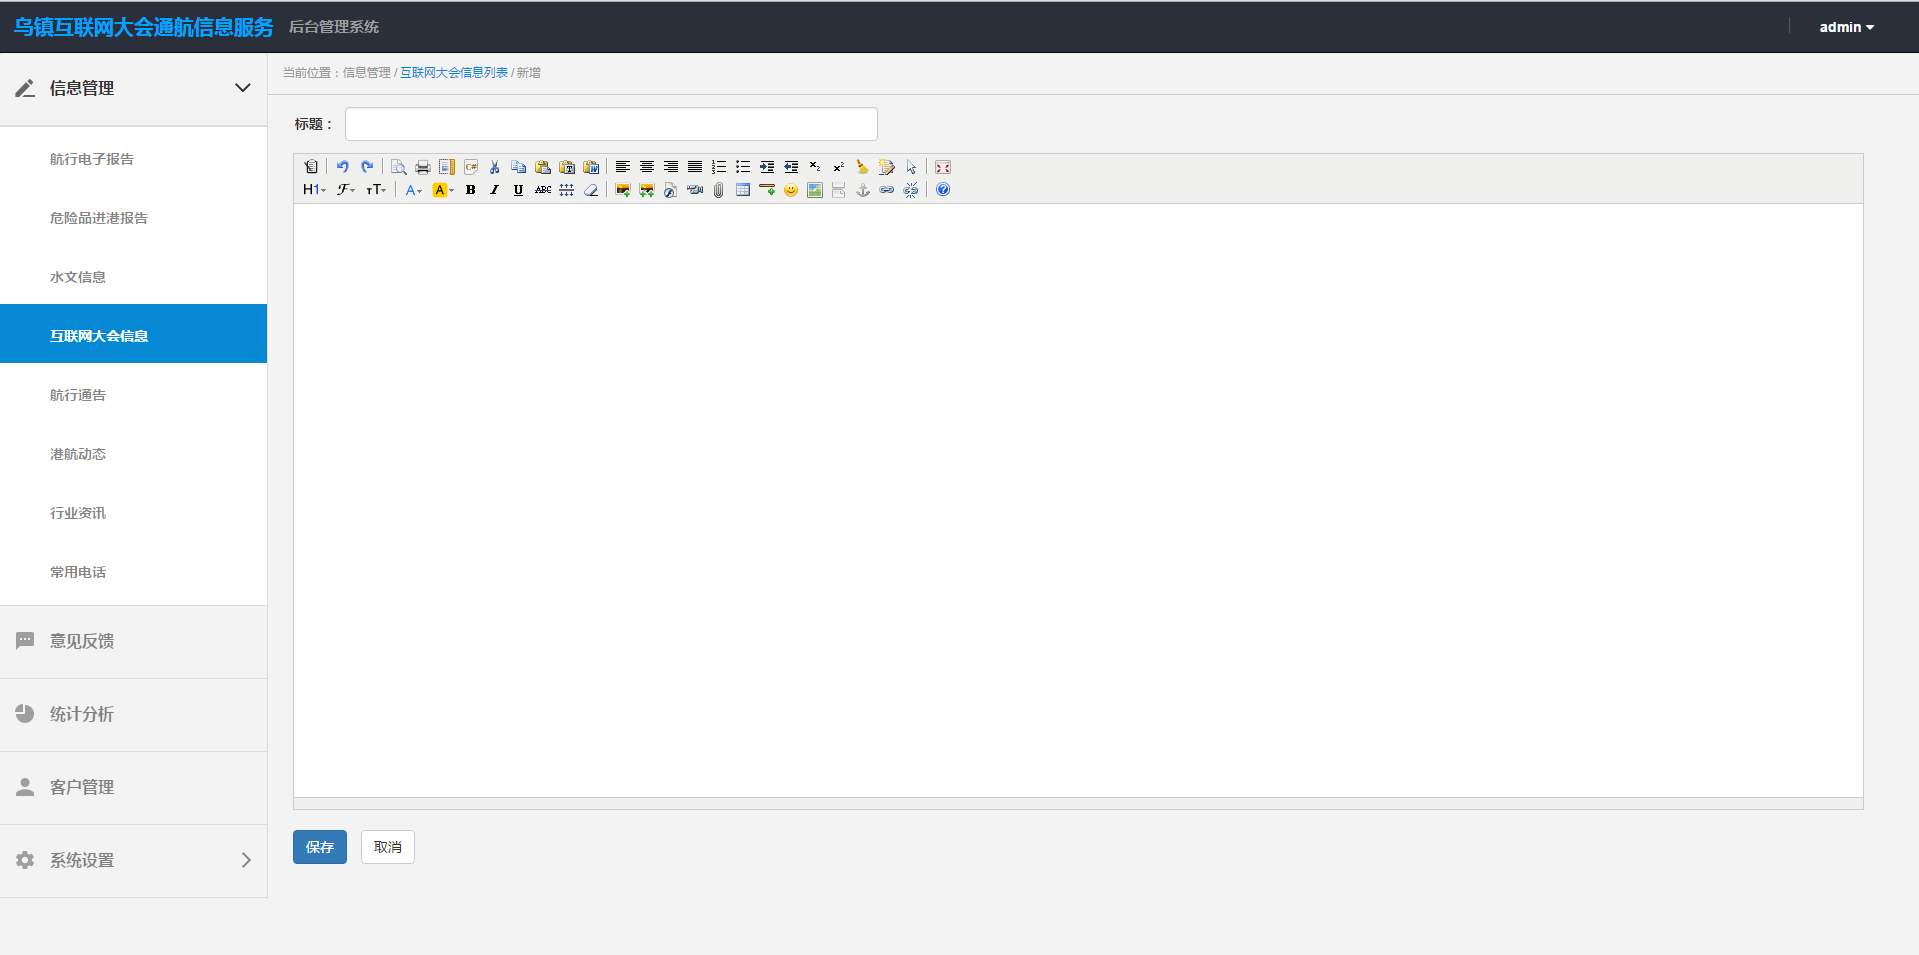 乌镇互联网大会通航信息服务 后台管理系统
admin
信息管理
当前位置：信息管理 / 互联网大会信息列表 / 新增
标题：
航行电子报告
危险品进港报告
水文信息
互联网大会信息
航行通告
港航动态
行业资讯
常用电话
意见反馈
统计分析
客户管理
系统设置
H1 F TT A A B I U ABC
保存 取消